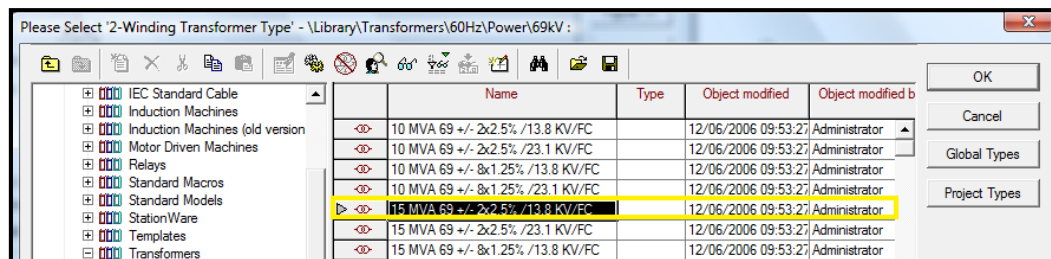 Please Select '2-Winding Transformer Type' - \Library\Transformers\60Hz\Power\69kV :
OK
Cancel
Global Types
Project Types
IEC Standard Cable
Induction Machines
Induction Machines (old version
Motor Driven Machines
Relays
Standard Macros
Standard Models
StationWare
Templates
Transformers
Name Type Object modified Object modified b
10 MVA 69 +/- 2x2.5% /13.8 KV/FC 12/06/2006 09:53:27 Administrator
10 MVA 69 +/- 2x2.5% /23.1 KV/FC 12/06/2006 09:53:27 Administrator
10 MVA 69 +/- 8x1.25% /13.8 KV/FC 12/06/2006 09:53:27 Administrator
10 MVA 69 +/- 8x1.25% /23.1 KV/FC 12/06/2006 09:53:27 Administrator
15 MVA 69 +/- 2x2.5% /13.8 KV/FC 12/06/2006 09:53:27 Administrator
15 MVA 69 +/- 2x2.5% /23.1 KV/FC 12/06/2006 09:53:27 Administrator
15 MVA 69 +/- 8x1.25% /13.8 KV/FC 12/06/2006 09:53:27 Administrator